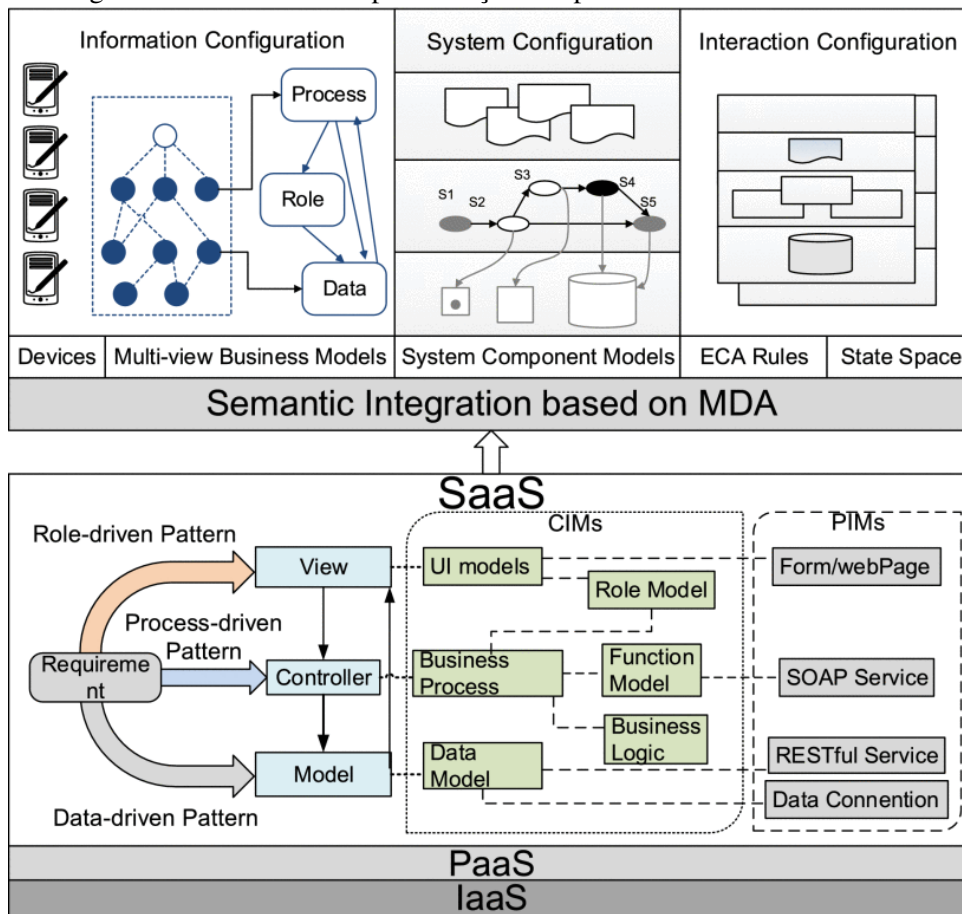 Information Configuration
System Configuration
Interaction Configuration
Process
Role
Data
S1
S2
S3
S4
S5
Devices
Multi-view Business Models
System Component Models
ECA Rules
State Space
Semantic Integration based on MDA
SaaS
CIMs
PIMs
Role-driven Pattern
View
UI models
Form/webPage
Role Model
Process-driven
Pattern
Requireme
nt
Controller
Business
Process
Function
Model
SOAP Service
Business
Logic
Model
Data
Model
RESTful Service
Data Connention
Data-driven Pattern
PaaS
IaaS